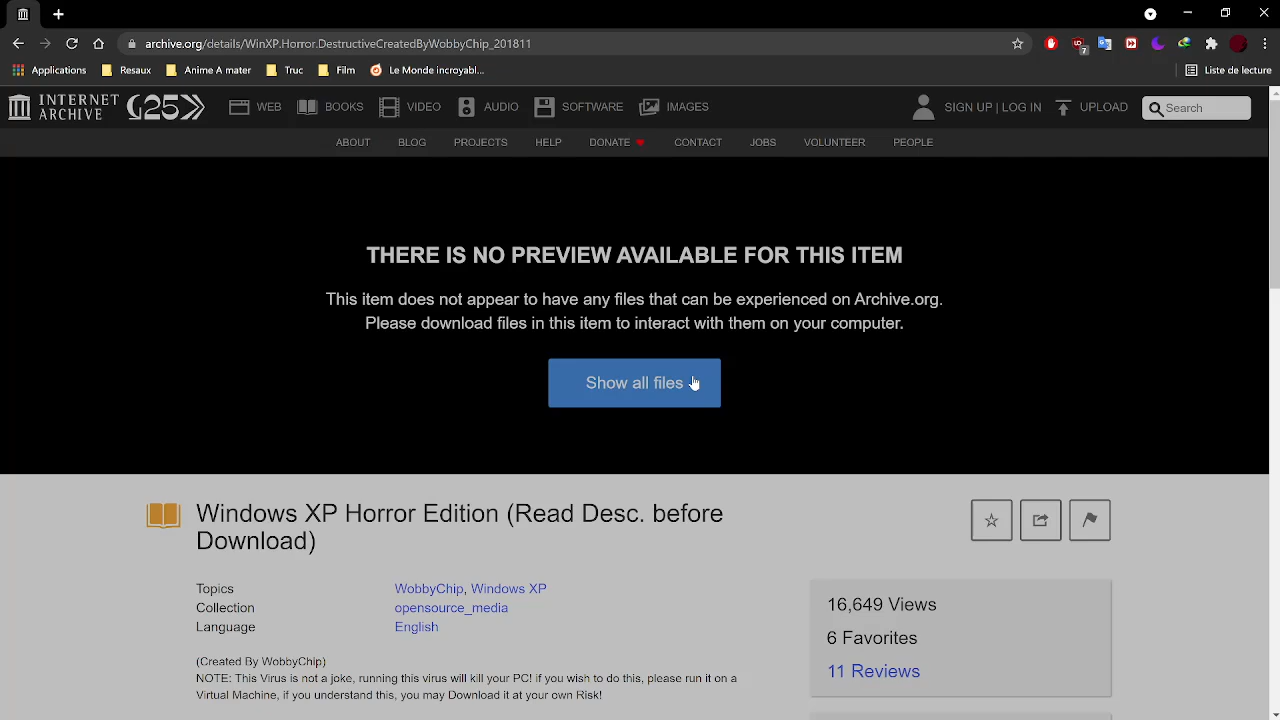 archive.org/details/WinXP.Horror.DestructiveCreatedByWobbyChip_201811
7
Applications Resaux Anime A mater Truc Film Le Monde incroyabl... Liste de lecture
INTERNET ARCHIVE 25 WEB BOOKS VIDEO AUDIO SOFTWARE IMAGES SIGN UP | LOG IN UPLOAD Search
ABOUT BLOG PROJECTS HELP DONATE CONTACT JOBS VOLUNTEER PEOPLE
THERE IS NO PREVIEW AVAILABLE FOR THIS ITEM
This item does not appear to have any files that can be experienced on Archive.org.
Please download files in this item to interact with them on your computer.
Show all files
Windows XP Horror Edition (Read Desc. before
Download)
Topics WobbyChip, Windows XP
Collection opensource_media
Language English
(Created By WobbyChip)
NOTE: This Virus is not a joke, running this virus will kill your PC! if you wish to do this, please run it on a
Virtual Machine, if you understand this, you may Download it at your own Risk!
16,649 Views
6 Favorites
11 Reviews